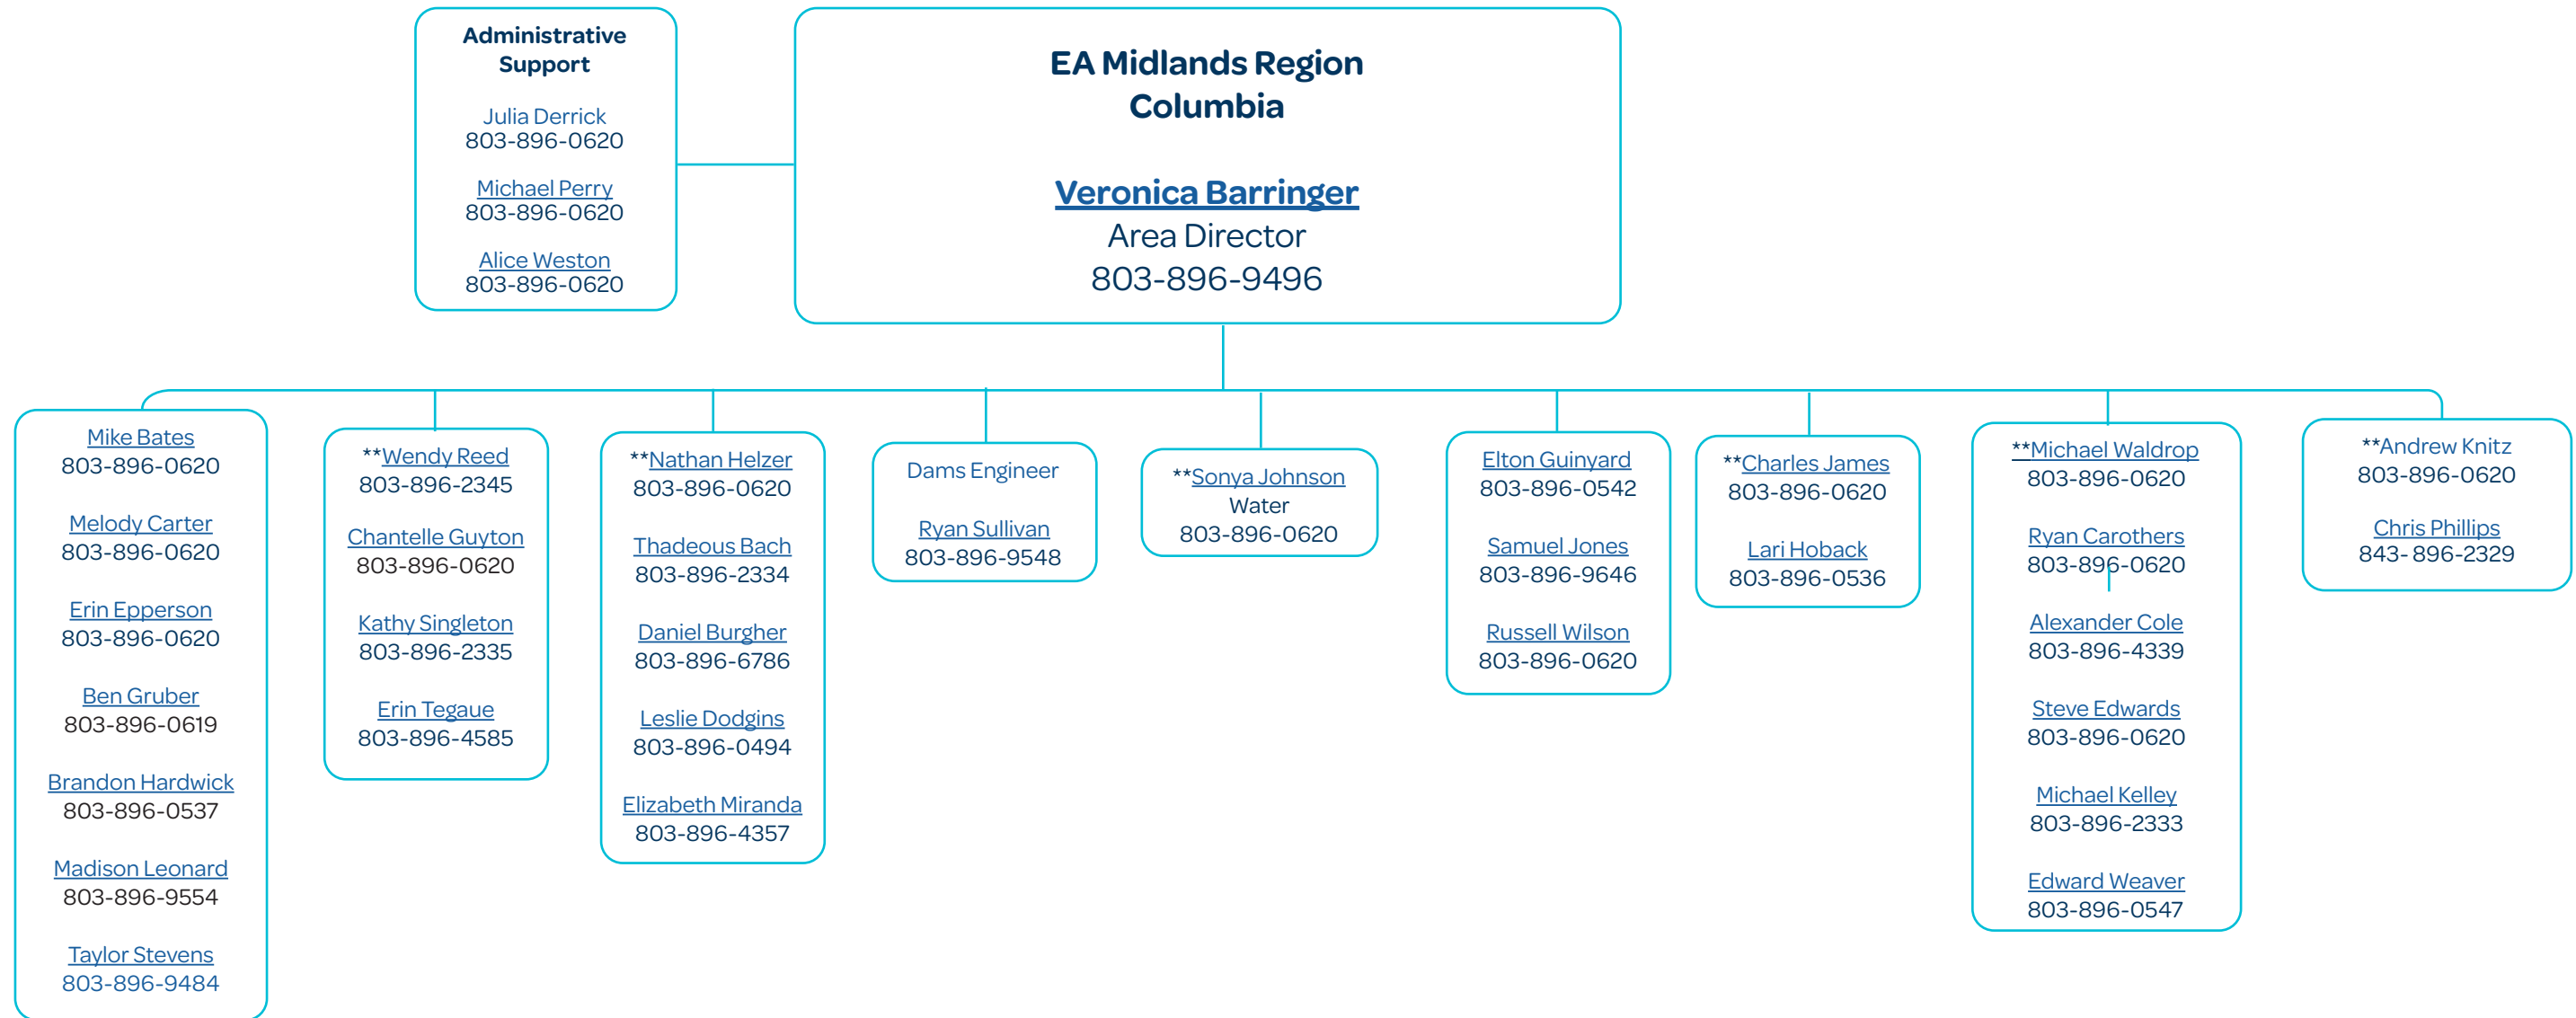 Administrative
Support
Julia Derrick
803-896-0620
Michael Perry
803-896-0620
Alice Weston
803-896-0620
EA Midlands Region
Columbia
Veronica Barringer
Area Director
803-896-9496
Mike Bates
803-896-0620
Melody Carter
803-896-0620
Erin Epperson
803-896-0620
Ben Gruber
803-896-0619
Brandon Hardwick
803-896-0537
Madison Leonard
803-896-9554
Taylor Stevens
803-896-9484
**Wendy Reed
803-896-2345
Chantelle Guyton
803-896-0620
Kathy Singleton
803-896-2335
Erin Tegaue
803-896-4585
**Nathan Helzer
803-896-0620
Thadeous Bach
803-896-2334
Daniel Burgher
803-896-6786
Leslie Dodgins
803-896-0494
Elizabeth Miranda
803-896-4357
Dams Engineer
Ryan Sullivan
803-896-9548
**Sonya Johnson
Water
803-896-0620
Elton Guinyard
803-896-0542
Samuel Jones
803-896-9646
Russell Wilson
803-896-0620
**Charles James
803-896-0620
Lari Hoback
803-896-0536
**Michael Waldrop
803-896-0620
Ryan Carothers
803-896-0620
Alexander Cole
803-896-4339
Steve Edwards
803-896-0620
Michael Kelley
803-896-2333
Edward Weaver
803-896-0547
**Andrew Knitz
803-896-0620
Chris Phillips
843- 896-2329